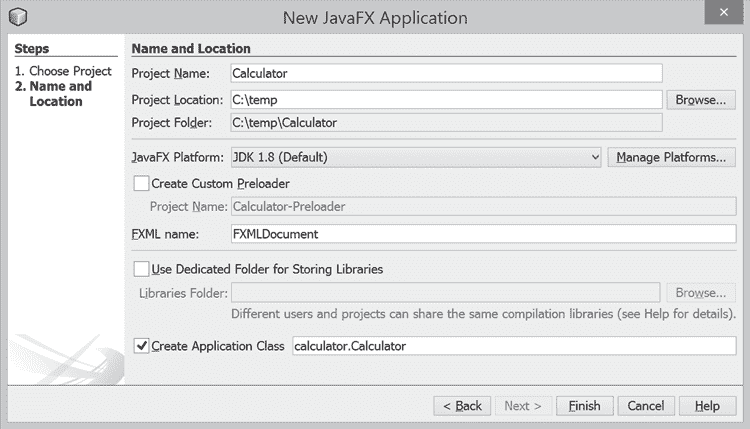 New JavaFX Application
×
Steps
1. Choose Project
2. Name and
Location
Name and Location
Project Name: Calculator
Project Location: C:\temp Browse...
Project Folder: C:\temp\Calculator
JavaFX Platform: JDK 1.8 (Default) Manage Platforms...
Create Custom Preloader
Project Name: Calculator-Preloader
FXML name: FXMLDocument
Use Dedicated Folder for Storing Libraries
Libraries Folder: Browse...
Different users and projects can share the same compilation libraries (see Help for details).
Create Application Class calculator.Calculator
< Back Next > Finish Cancel Help